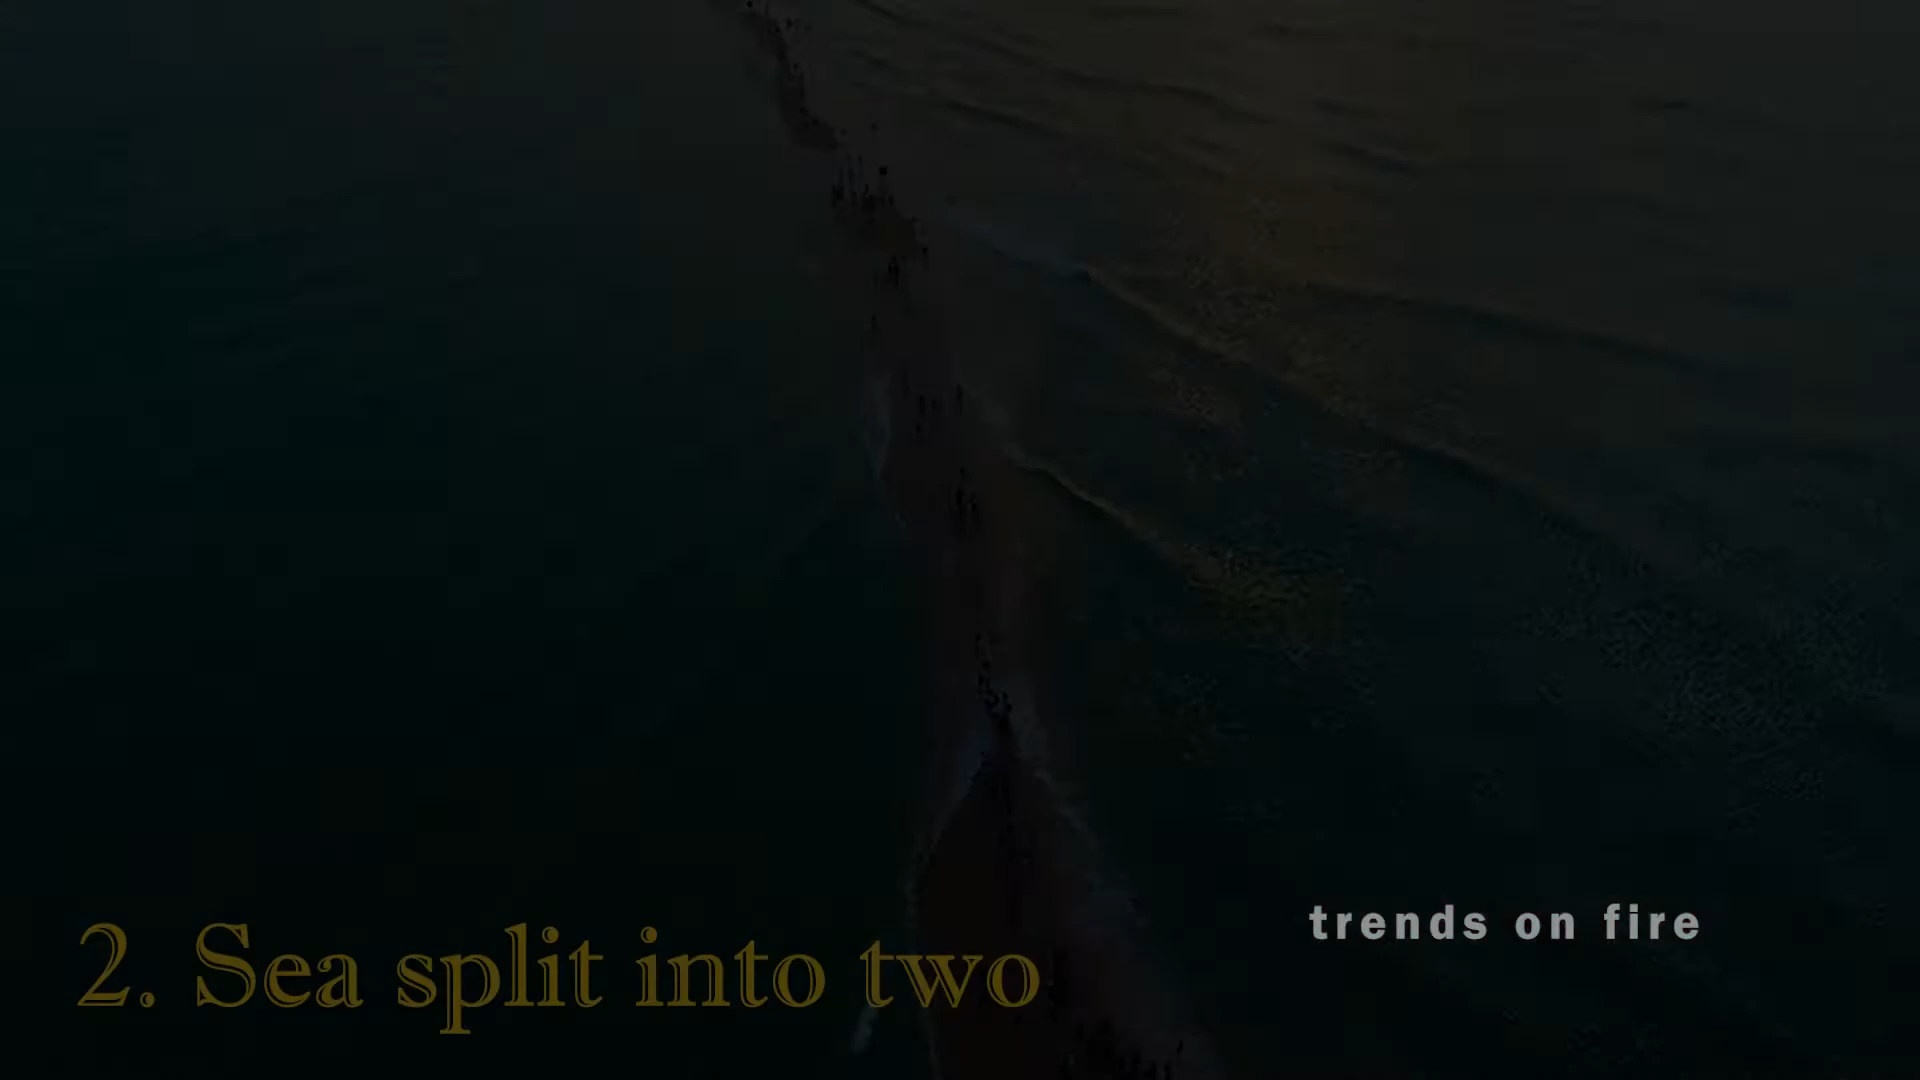 trends on fire
2. Sea split into two